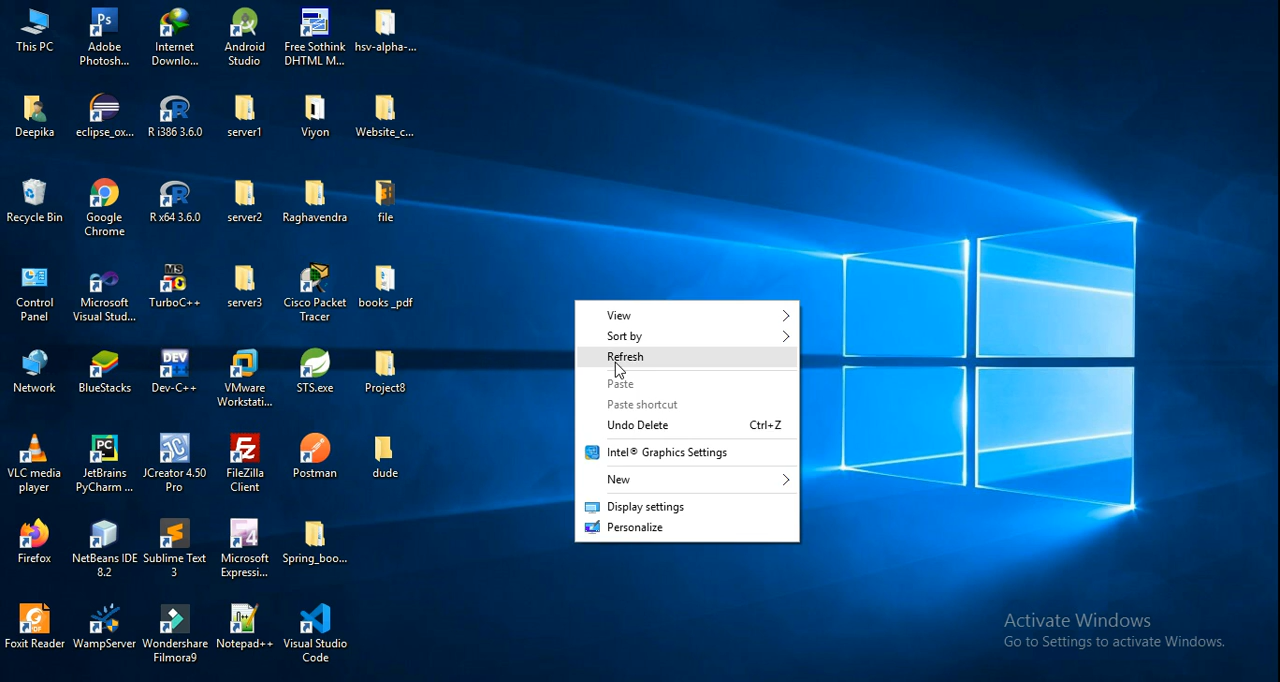 This PC
Adobe
Photosh...
Internet
Downlo...
Android
Studio
Free Sothink
DHTML M...
hsv-alpha-...
Deepika
eclipse_ox...
R i386 3.6.0
server1
Viyon
Website_c...
Recycle Bin
Google
Chrome
R x64 3.6.0
server2
Raghavendra
file
Control
Panel
Microsoft
Visual Stud...
TurboC++
server3
Cisco Packet
Tracer
books _pdf
Network
BlueStacks
Dev-C++
VMware
Workstati...
STS.exe
Project8
VLC media
player
JetBrains
PyCharm ...
JCreator 4.50
Pro
FileZilla
Client
Postman
dude
Firefox
NetBeans IDE
8.2
Sublime Text
3
Microsoft
Expressi...
Spring_boo...
Foxit Reader
WampServer
Wondershare
Filmora9
Notepad++
Visual Studio
Code
View
Sort by
Refresh
Paste
Paste shortcut
Undo Delete Ctrl+Z
Intel® Graphics Settings
New
Display settings
Personalize
Activate Windows
Go to Settings to activate Windows.